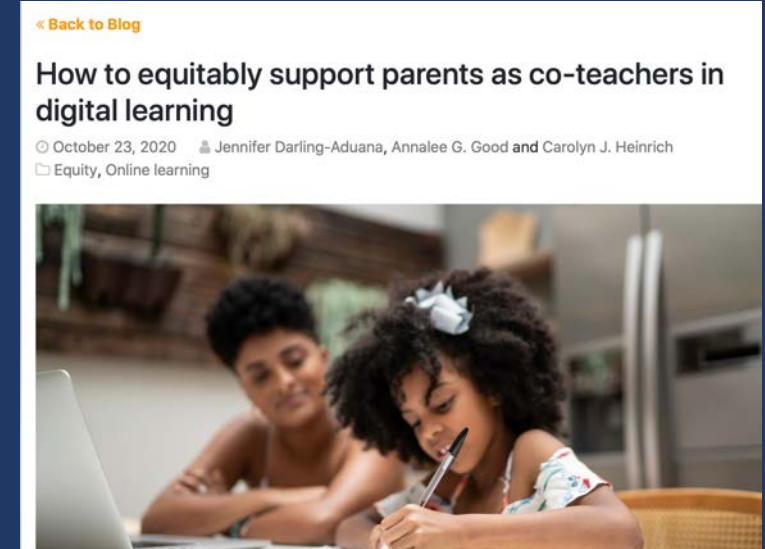 « Back to Blog
How to equitably support parents as co-teachers in
digital learning
October 23, 2020 Jennifer Darling-Aduana, Annalee G. Good and Carolyn J. Heinrich
Equity, Online learning